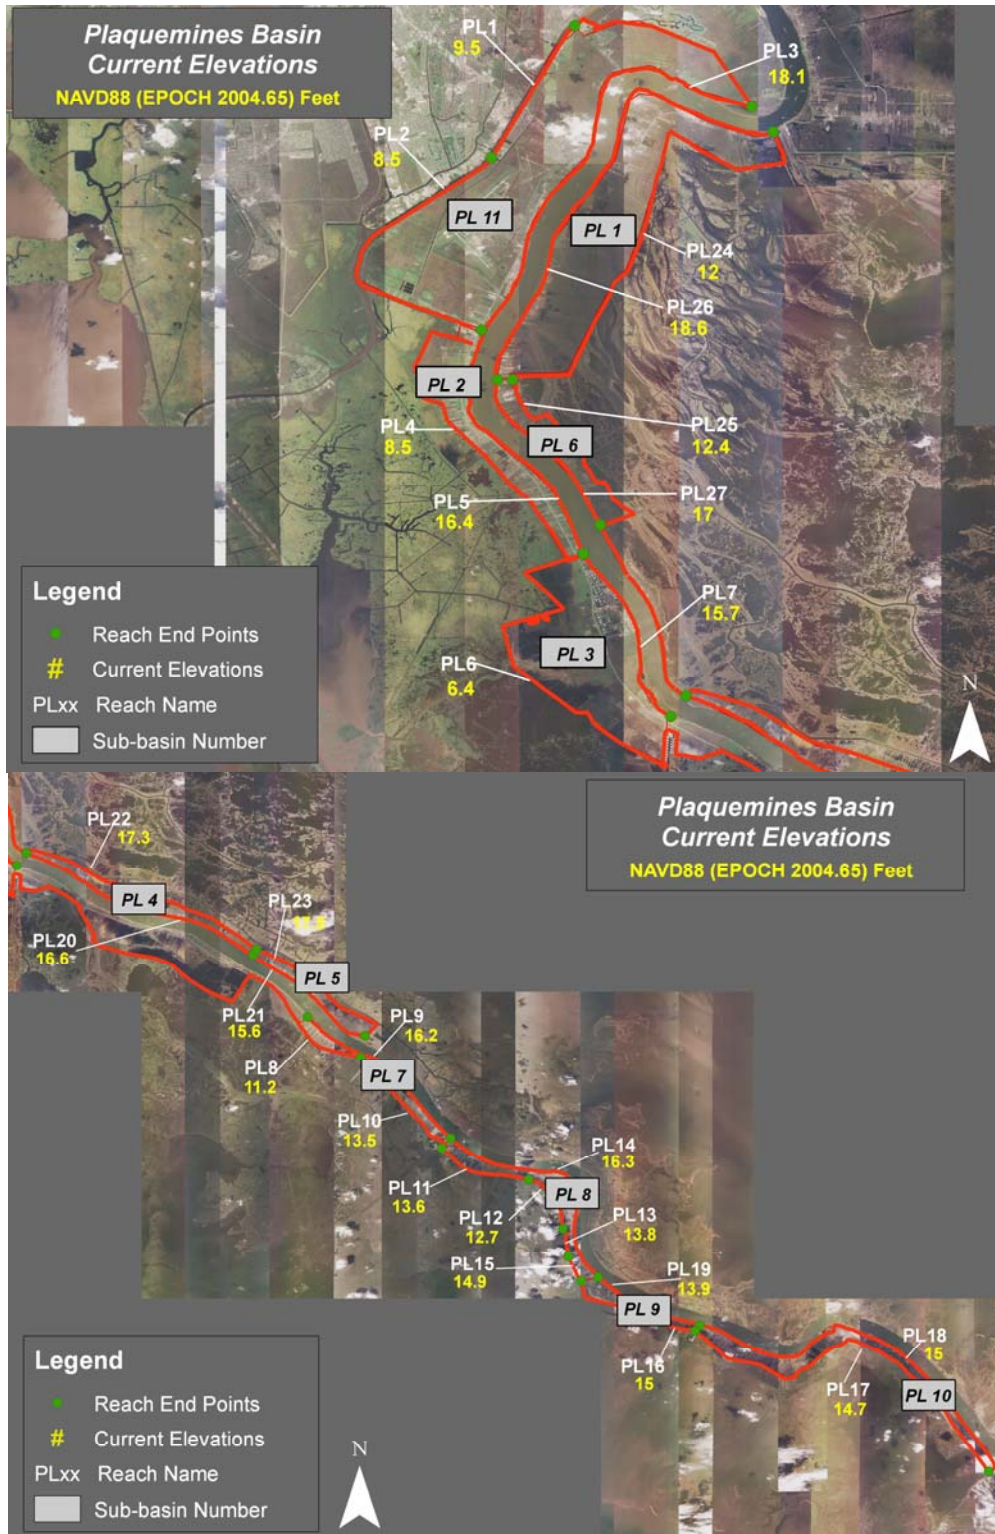 Plaquemines Basin
Current Elevations
NAVD88 (EPOCH 2004.65) Feet
PL1
9.5
PL3
18.1
PL2
8.5
PL 11
PL 1
PL24
12
PL26
18.6
PL 2
PL4
8.5
PL25
12.4
PL 6
PL5
16.4
PL27
17
PL7
15.7
PL 3
PL6
6.4
Legend
Reach End Points
# Current Elevations
PLxx Reach Name
Sub-basin Number
N
Plaquemines Basin
Current Elevations
NAVD88 (EPOCH 2004.65) Feet
PL22
17.3
PL 4
PL23
PL20
16.6
PL 5
PL21
15.6
PL9
16.2
PL8
11.2
PL 7
PL10
13.5
PL14
16.3
PL11
13.6
PL 8
PL12
12.7
PL13
13.8
PL15
14.9
PL19
13.9
PL 9
PL16
15
PL18
15
PL17
14.7
PL 10
Legend
Reach End Points
# Current Elevations
PLxx Reach Name
Sub-basin Number
N